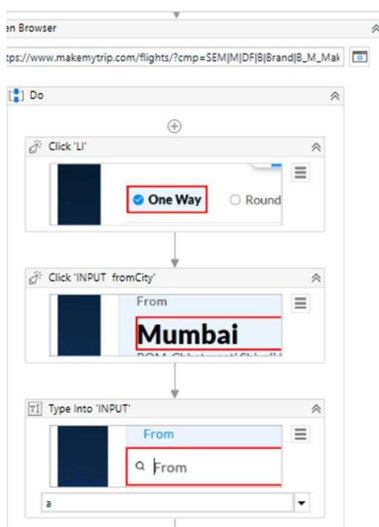 en Browser
tps://www.makemytrip.com/flights/?cmp=SEM|M|DF|B|Brand|B_M_Mak
Do
Click 'LI'
One Way
Round
Click 'INPUT fromCity'
From
Mumbai
Type Into 'INPUT'
From
From
a